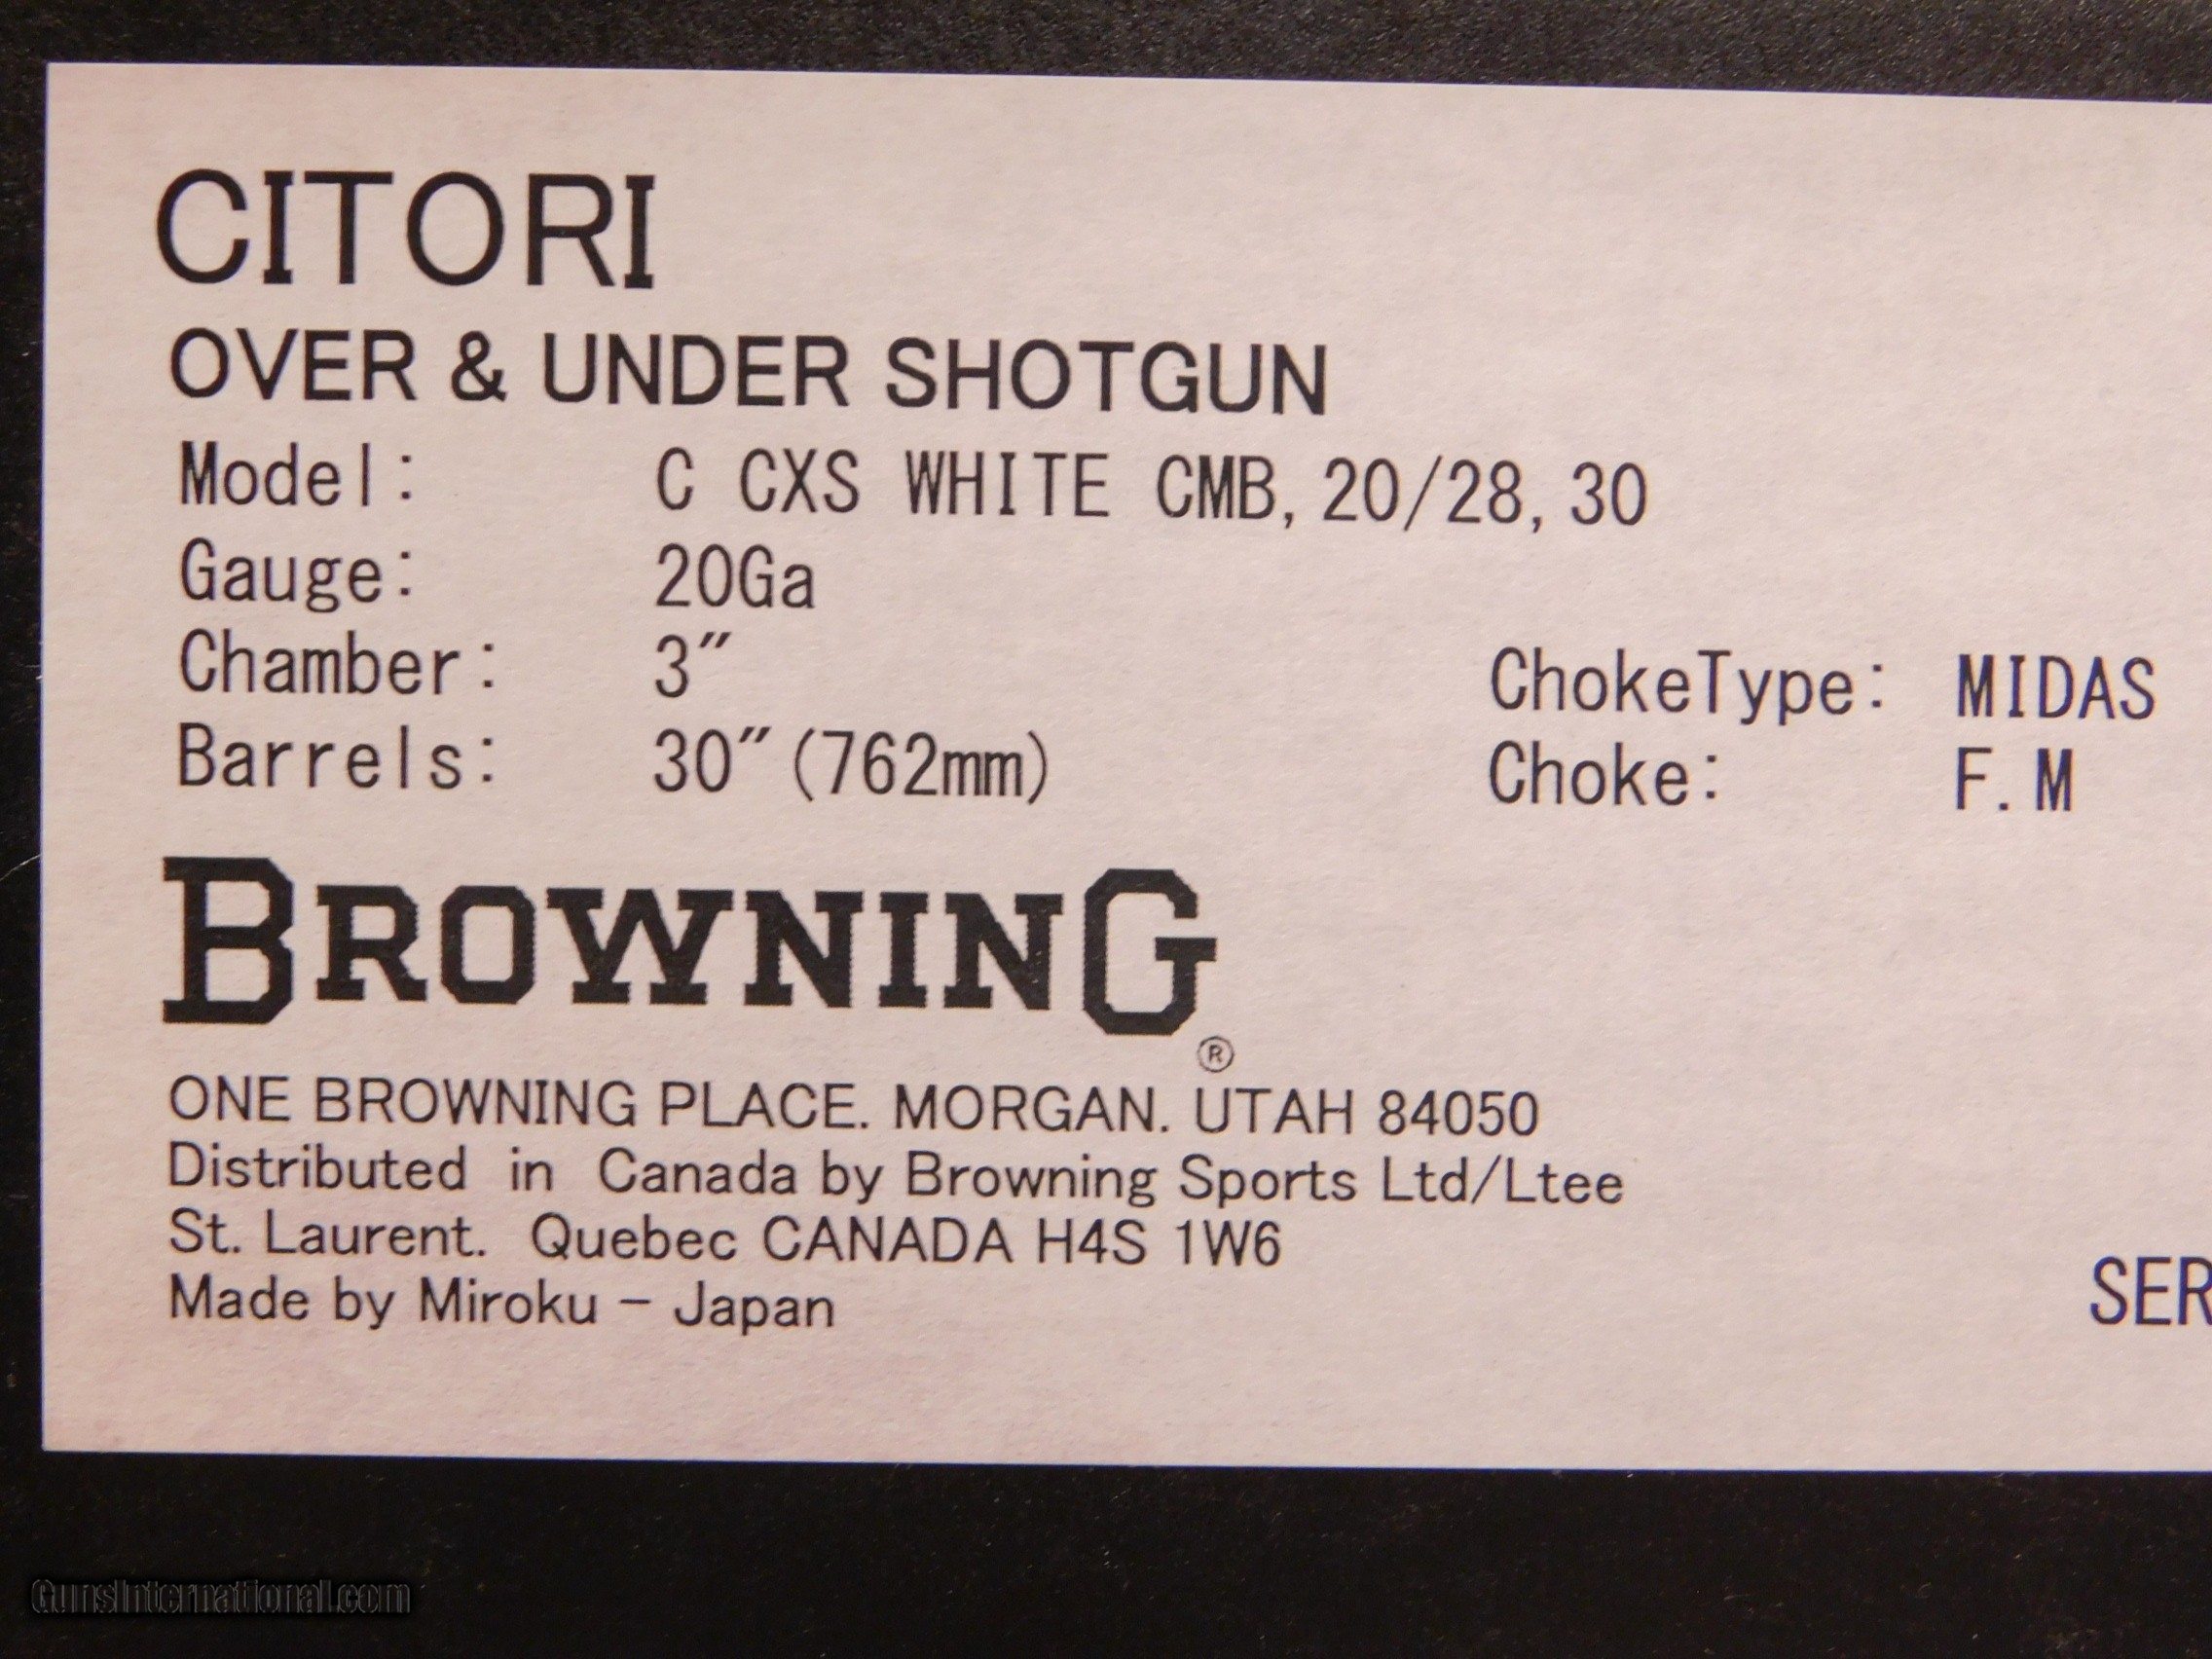 CITORI
OVER & UNDER SHOTGUN
Model: C CXS WHITE CMB, 20/28, 30
Gauge: 20Ga
Chamber: 3″ ChokeType: MIDAS
Barrels: 30″(762mm) Choke: F.M
BROWNING®
ONE BROWNING PLACE. MORGAN. UTAH 84050
Distributed in Canada by Browning Sports Ltd/Ltee
St. Laurent. Quebec CANADA H4S 1W6
Made by Miroku - Japan
SER
GunsInternational.com